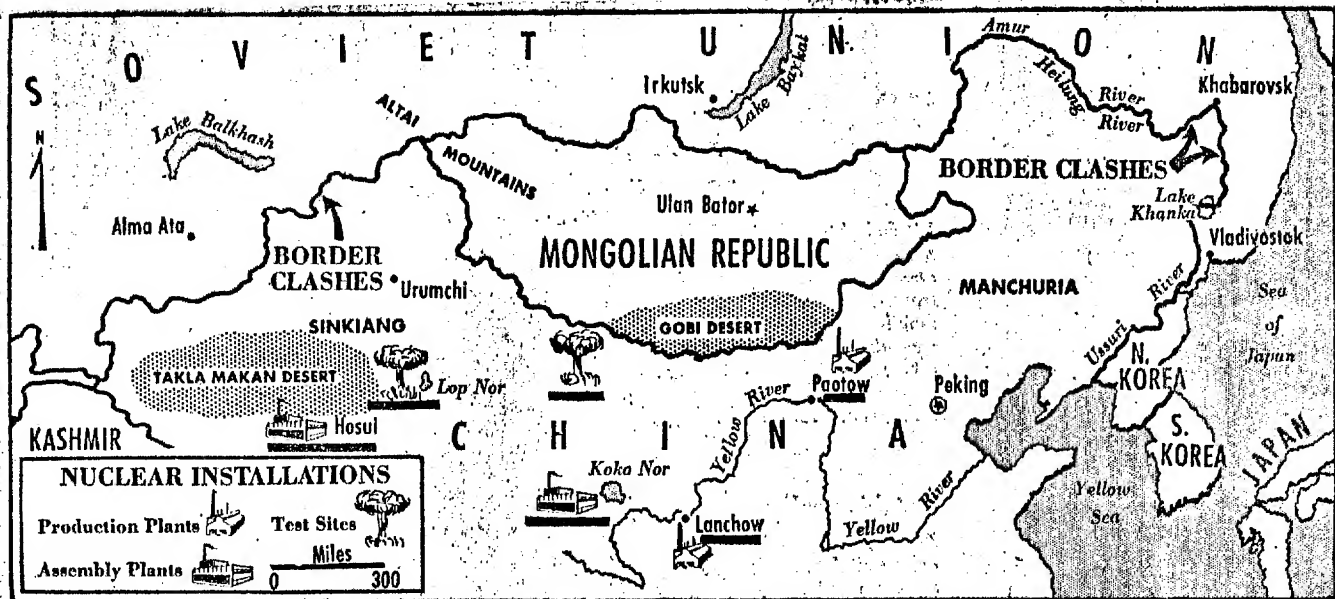 SOVIET UNION
N
Lake Balkhash
ALTAI
MOUNTAINS
Irkutsk
Lake Baykal
Amur
River
Heilung
River
Khabarovsk
BORDER CLASHES
Lake
Khanka
Vladivostok
Alma Ata
BORDER
CLASHES
Urumchi
Ulan Bator
MONGOLIAN REPUBLIC
MANCHURIA
Ussuri River
Sea
of
Japan
SINKIANG
GOBI DESERT
TAKLA MAKAN DESERT
Lop Nor
Hosui
KASHMIR
CHINA
Yellow River
Paotow
Peking
N.
KOREA
S.
KOREA
JAPAN
Koko Nor
Lanchow
Yellow River
Yellow
Sea
NUCLEAR INSTALLATIONS
Production Plants
Test Sites
Assembly Plants
Miles
0 300